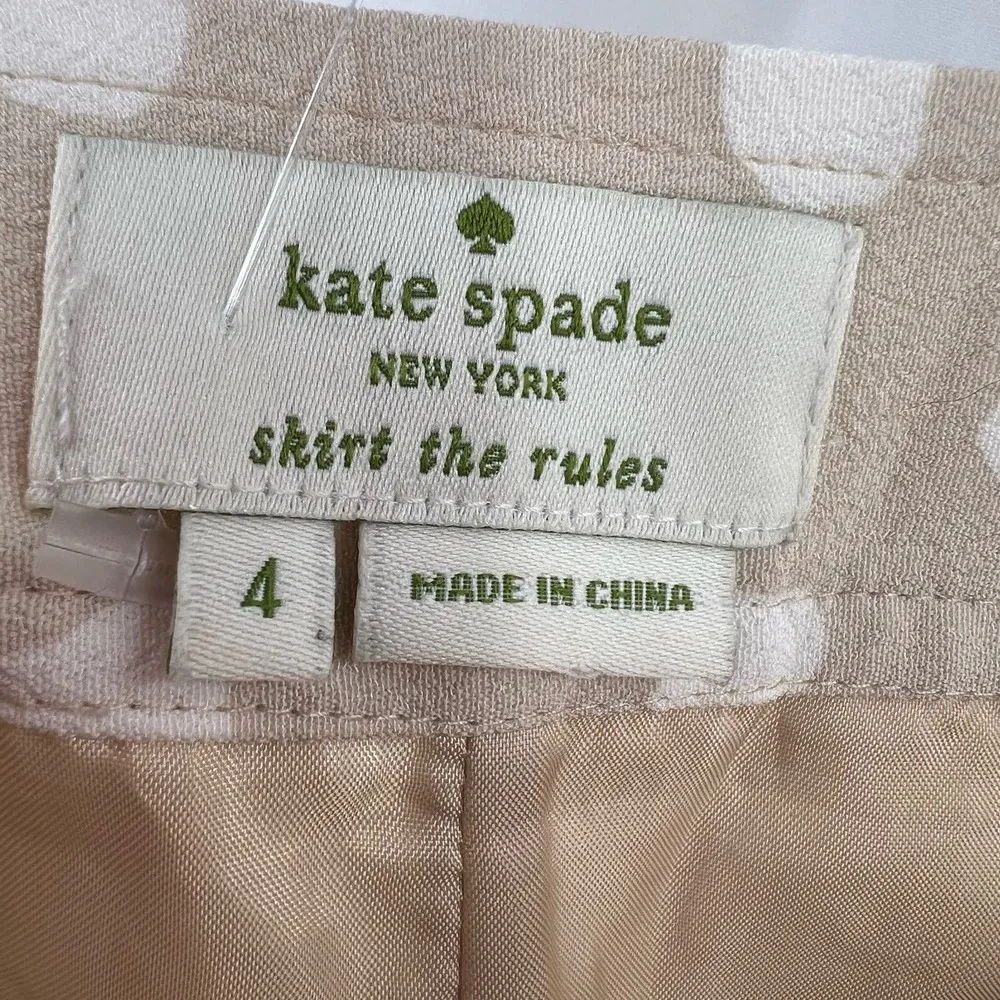 kate spade
NEW YORK
skirt the rules
4
MADE IN CHINA